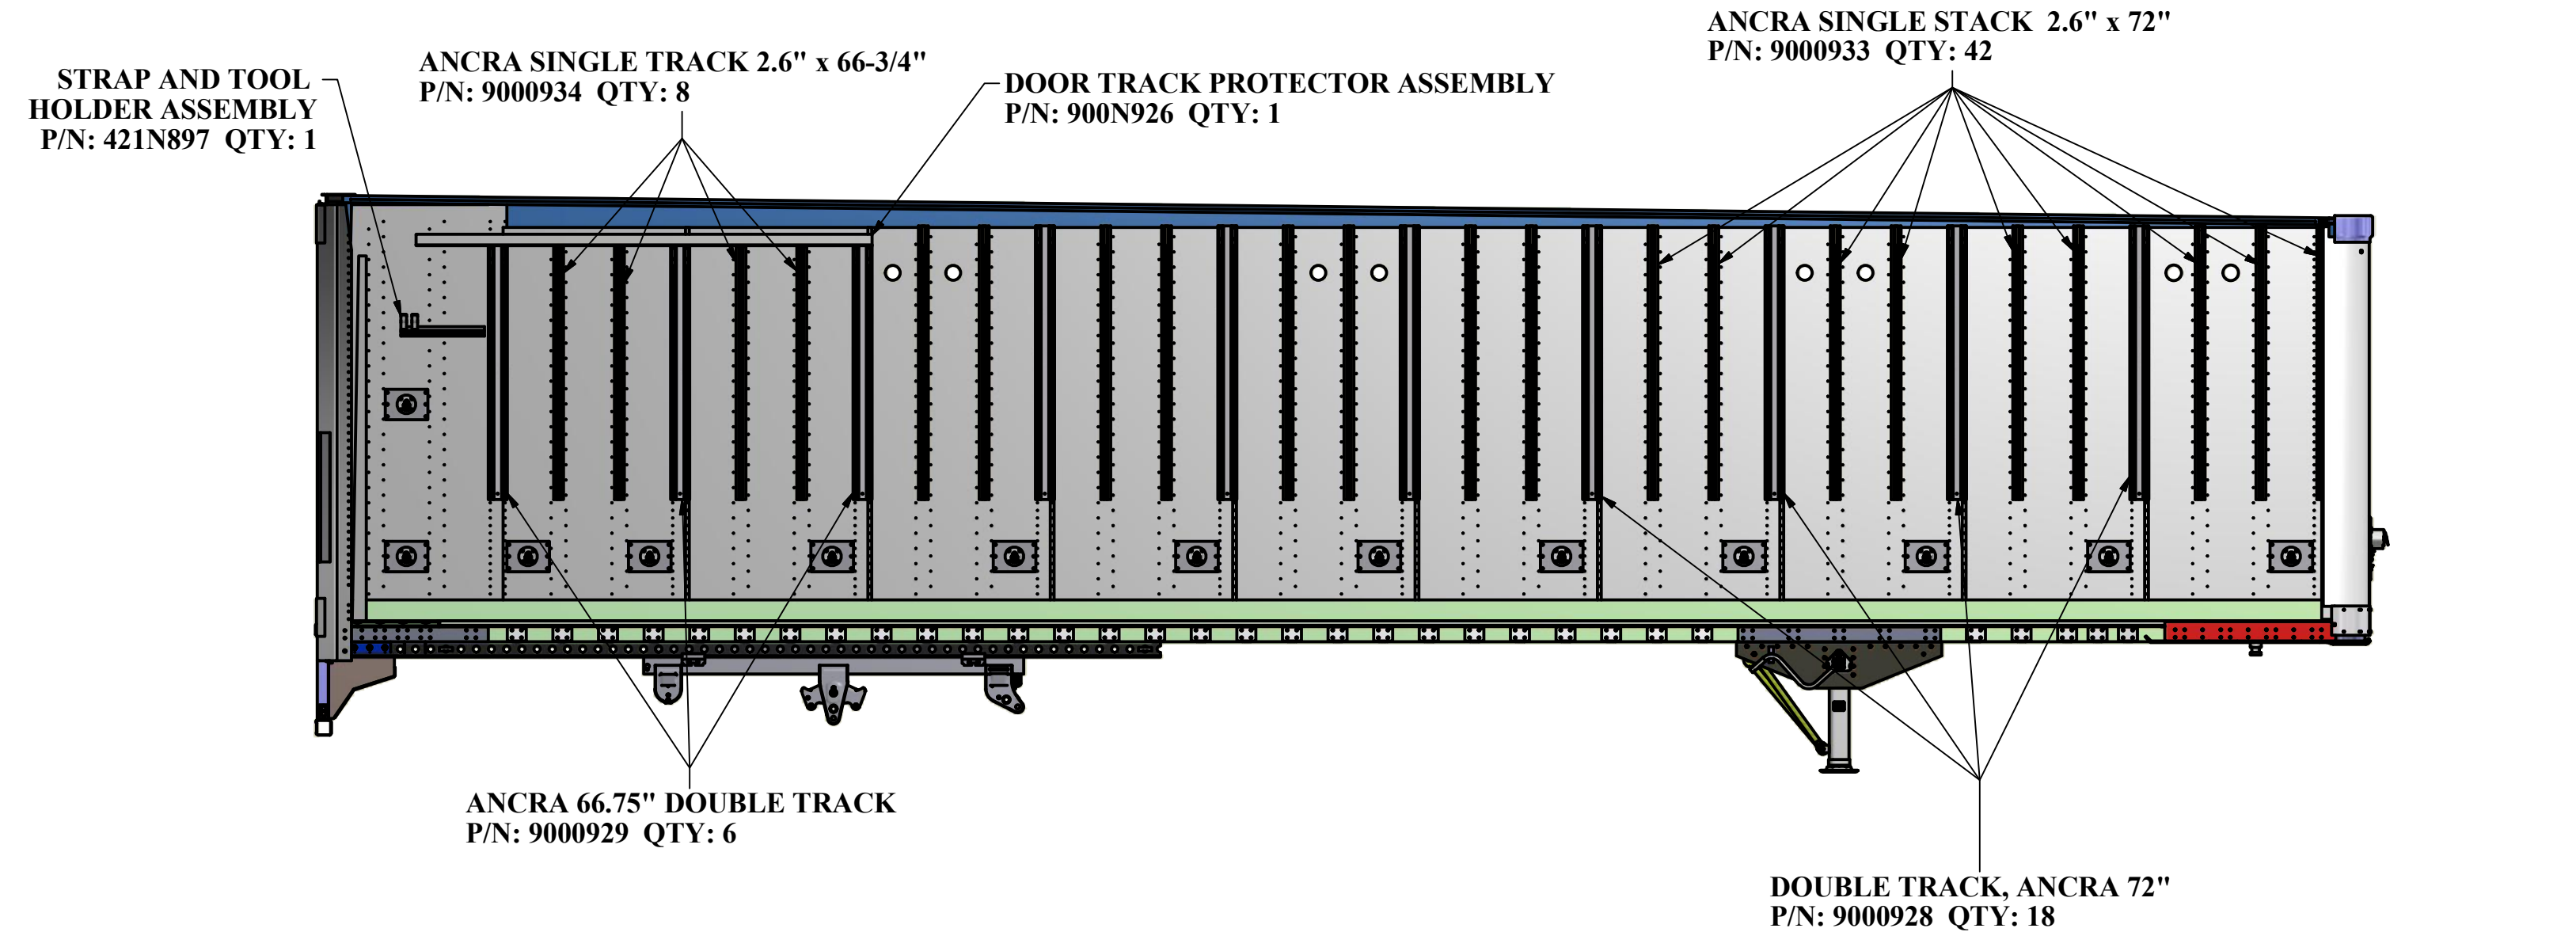 STRAP AND TOOL
HOLDER ASSEMBLY
P/N: 421N897 QTY: 1
ANCRA SINGLE TRACK 2.6" x 66-3/4"
P/N: 9000934 QTY: 8
DOOR TRACK PROTECTOR ASSEMBLY
P/N: 900N926 QTY: 1
ANCRA SINGLE STACK 2.6" x 72"
P/N: 9000933 QTY: 42
ANCRA 66.75" DOUBLE TRACK
P/N: 9000929 QTY: 6
DOUBLE TRACK, ANCRA 72"
P/N: 9000928 QTY: 18